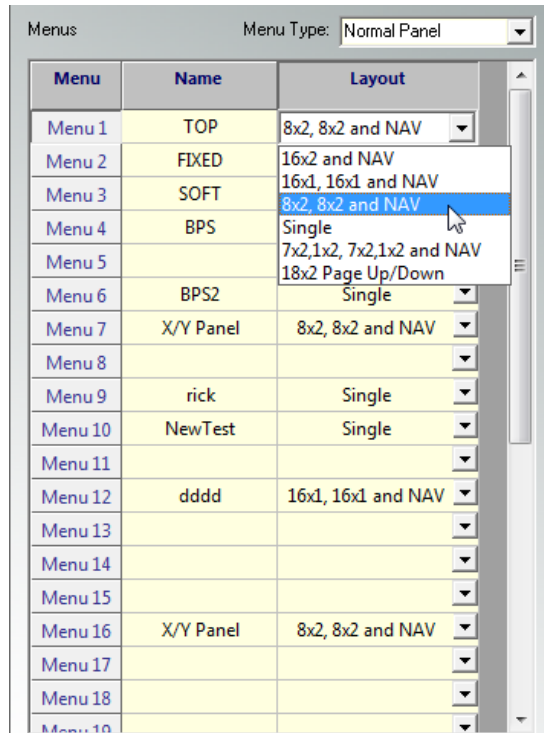 Menus Menu Type: Normal Panel
Menu Name Layout
Menu 1 TOP 8x2, 8x2 and NAV
Menu 2 FIXED 16x2 and NAV
Menu 3 SOFT 16x1, 16x1 and NAV
8x2, 8x2 and NAV
Menu 4 BPS Single
Menu 5 7x2,1x2, 7x2,1x2 and NAV
18x2 Page Up/Down
Menu 6 BPS2 Single
Menu 7 X/Y Panel 8x2, 8x2 and NAV
Menu 8
Menu 9 rick Single
Menu 10 NewTest Single
Menu 11
Menu 12 dddd 16x1, 16x1 and NAV
Menu 13
Menu 14
Menu 15
Menu 16 X/Y Panel 8x2, 8x2 and NAV
Menu 17
Menu 18
Menu 19